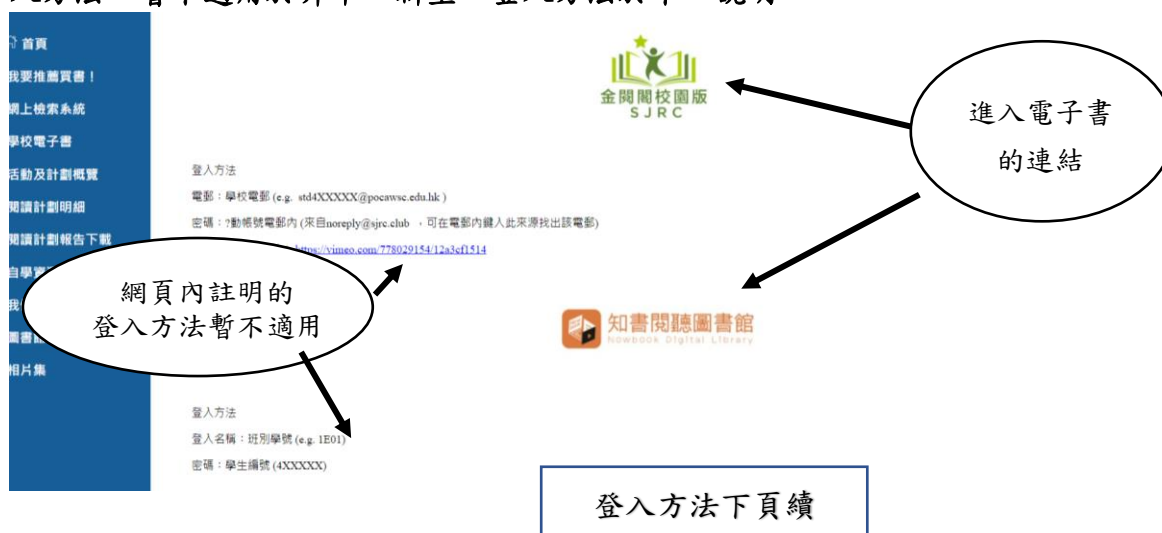 首頁
我要推薦買書！
網上檢索系統
學校電子書
活動及計劃概覽
閱讀計劃明細
閱讀計劃報告下載
自學
相片集
金閱閣校園版
SJRC
進入電子書
的連結
登入方法
電郵：學校電郵 (e.g. std4XXXXX@pocawsc.edu.hk )
密碼：?動帳號電郵內 (來自noreply@sjrc.club ，可在電郵內鍵入此來源找出該電郵)
https://vimeo.com/778029154/12a3cf1514
網頁內註明的
登入方法暫不適用
知書閱聽圖書館
Nowbook Digital Library
登入方法
登入名稱：班別學號 (e.g. 1E01)
密碼：學生編號 (4XXXXX)
登入方法下頁續